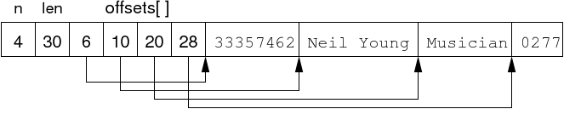 n len offsets[ ]
4 30 6 10 20 28 33357462 Neil Young Musician 0277